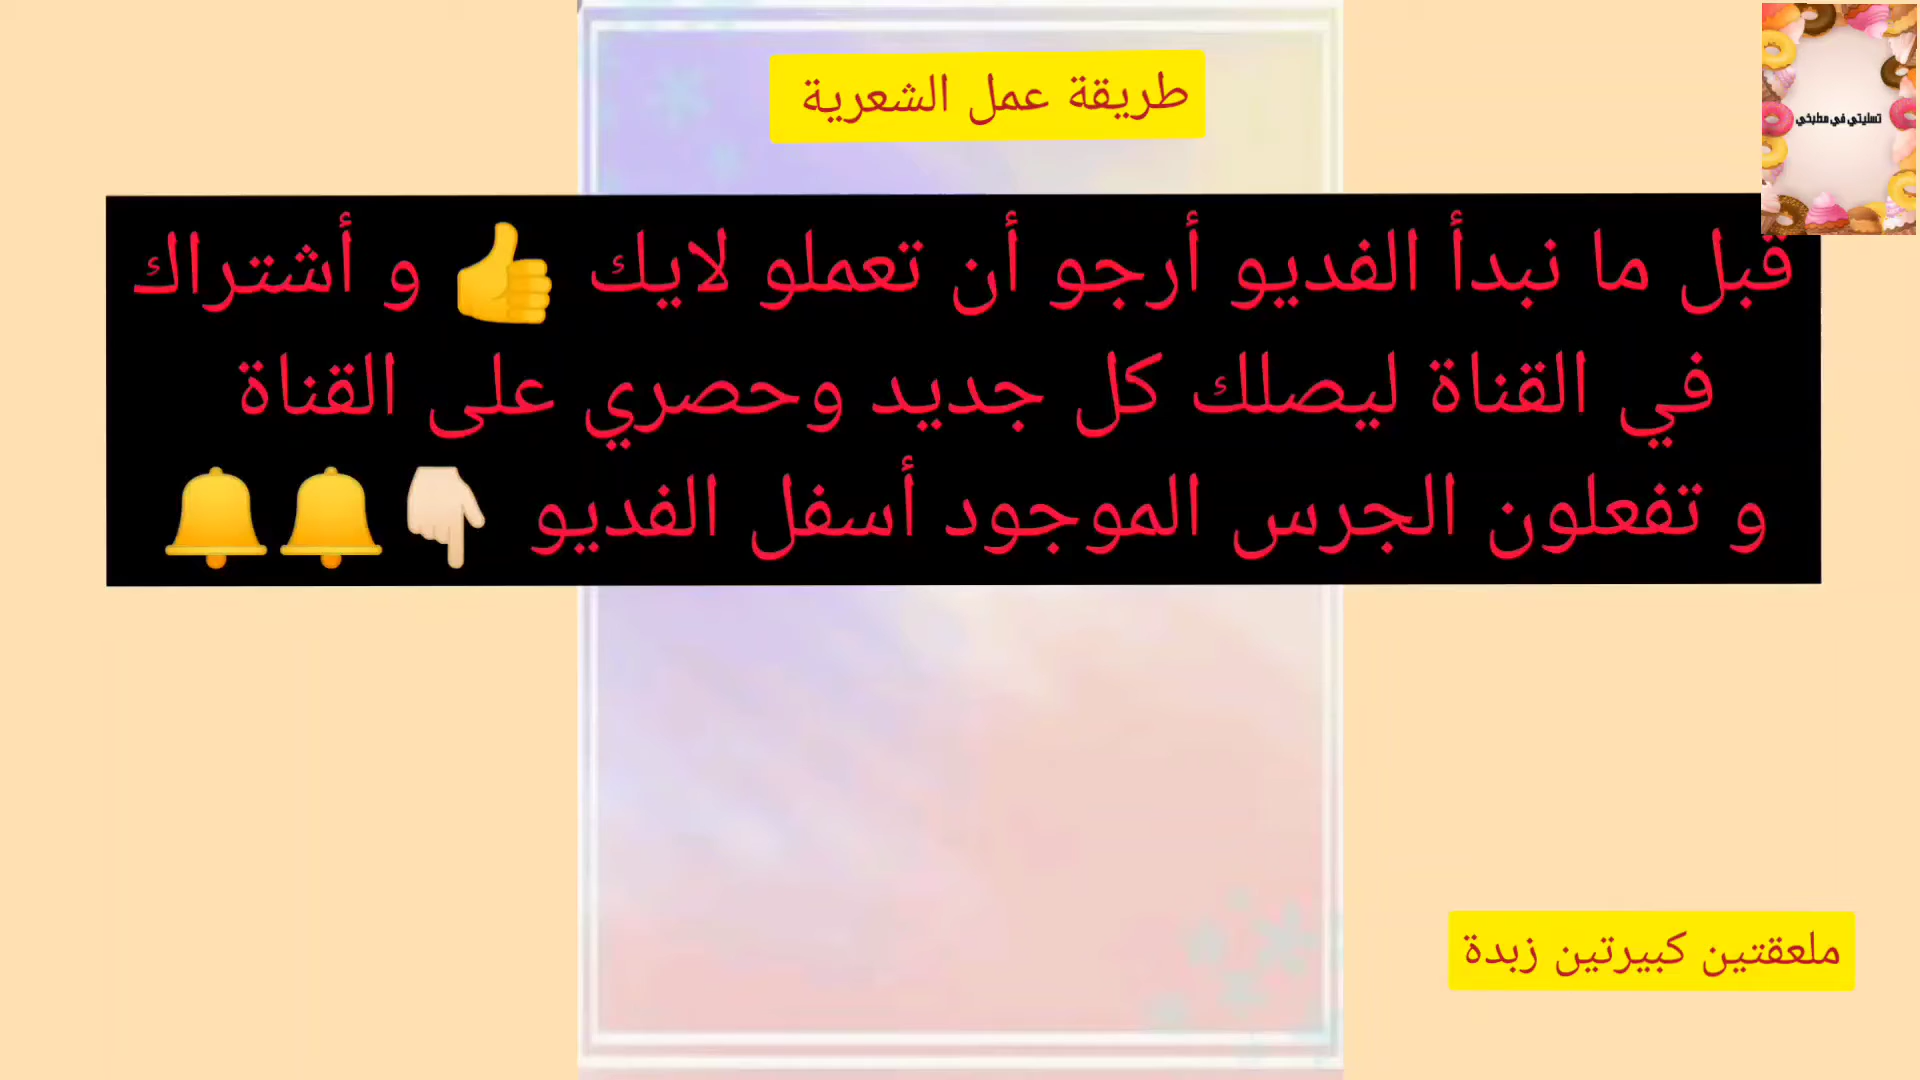 طريقة عمل الشعرية
تسليتي في مطبخي
قبل ما نبدأ الفديو أرجو أن تعملو لايك 👍 و أشتراك
في القناة ليصلك كل جديد وحصري على القناة
و تفعلون الجرس الموجود أسفل الفديو 👇🏻🔔🔔
ملعقتين كبيرتين زبدة